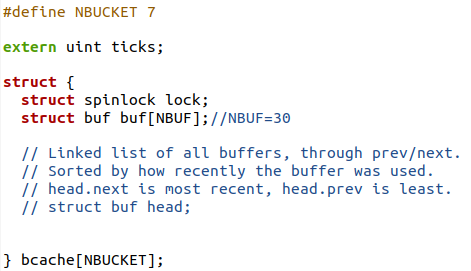 #define NBUCKET 7
extern uint ticks;
struct {
  struct spinlock lock;
  struct buf buf[NBUF];//NBUF=30
  // Linked list of all buffers, through prev/next.
  // Sorted by how recently the buffer was used.
  // head.next is most recent, head.prev is least.
  // struct buf head;
} bcache[NBUCKET];